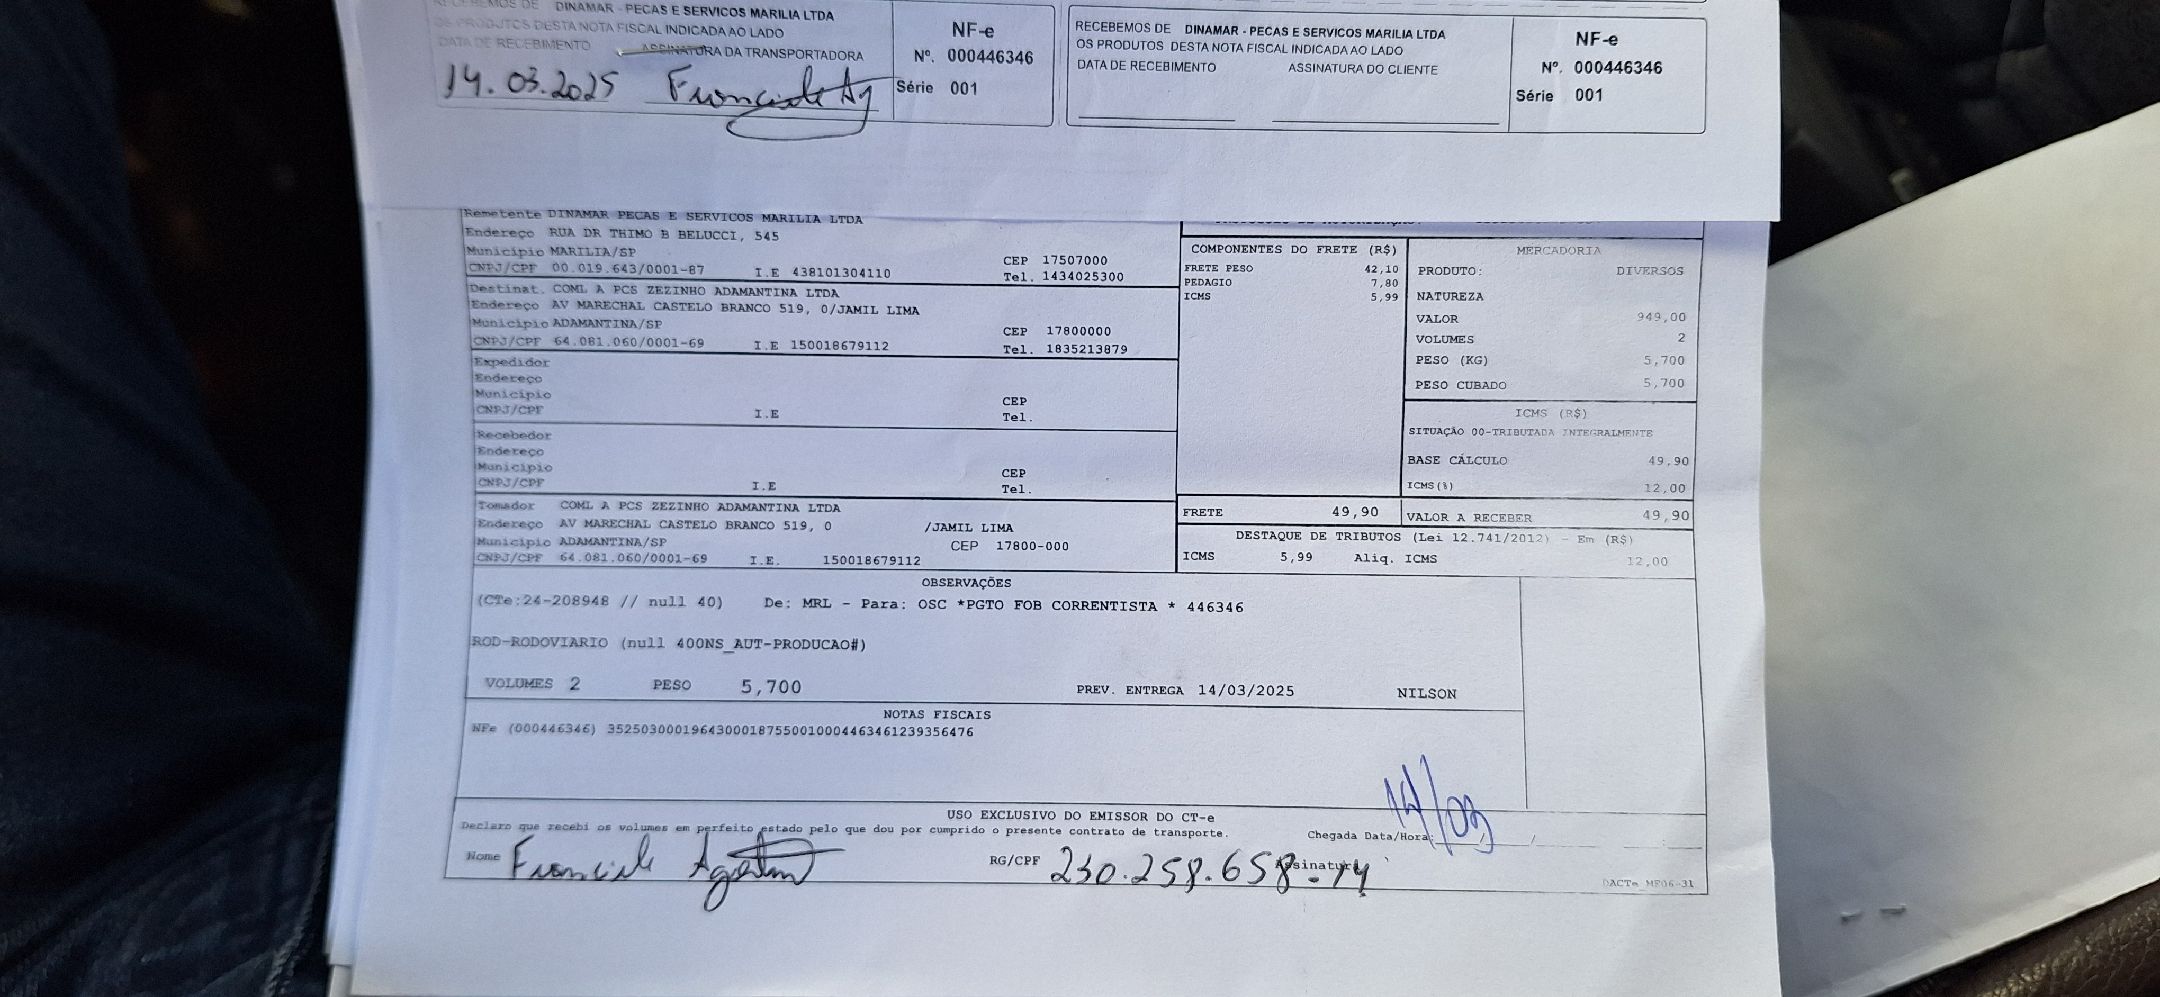 RECEBEMOS DE DINAMAR - PECAS E SERVICOS MARILIA LTDA
OS PRODUTOS DESTA NOTA FISCAL INDICADA AO LADO
DATA DE RECEBIMENTO ASSINATURA DA TRANSPORTADORA
14.03.2025
NF-e
Nº. 000446346
Série 001
RECEBEMOS DE DINAMAR - PECAS E SERVICOS MARILIA LTDA
OS PRODUTOS DESTA NOTA FISCAL INDICADA AO LADO
DATA DE RECEBIMENTO ASSINATURA DO CLIENTE
NF-e
Nº. 000446346
Série 001
Remetente DINAMAR PECAS E SERVICOS MARILIA LTDA
Endereço RUA DR THIMO B BELUCCI, 545
Município MARILIA/SP CEP 17507000
CNPJ/CPF 00.019.643/0001-87 I.E 438101304110 Tel. 1434025300
Destinat. COML A PCS ZEZINHO ADAMANTINA LTDA
Endereço AV MARECHAL CASTELO BRANCO 519, 0/JAMIL LIMA
Município ADAMANTINA/SP CEP 17800000
CNPJ/CPF 64.081.060/0001-69 I.E 150018679112 Tel. 1835213879
Expedidor
Endereço
Município CEP
CNPJ/CPF I.E Tel.
Recebedor
Endereço
Município CEP
CNPJ/CPF I.E Tel.
Tomador COML A PCS ZEZINHO ADAMANTINA LTDA
Endereço AV MARECHAL CASTELO BRANCO 519, 0 /JAMIL LIMA
Município ADAMANTINA/SP CEP 17800-000
CNPJ/CPF 64.081.060/0001-69 I.E. 150018679112
COMPONENTES DO FRETE (R$)
FRETE PESO 42,10
PEDAGIO 7,80
ICMS 5,99
MERCADORIA
PRODUTO: DIVERSOS
NATUREZA
VALOR 949,00
VOLUMES 2
PESO (KG) 5,700
PESO CUBADO 5,700
ICMS (R$)
SITUAÇÃO 00-TRIBUTADA INTEGRALMENTE
BASE CÁLCULO 49,90
ICMS(%) 12,00
FRETE 49,90 VALOR A RECEBER 49,90
DESTAQUE DE TRIBUTOS (Lei 12.741/2012) - Em (R$)
ICMS 5,99 Aliq. ICMS 12,00
OBSERVAÇÕES
(CTe:24-208948 // null 40) De: MRL - Para: OSC *PGTO FOB CORRENTISTA * 446346
ROD-RODOVIARIO (null 400NS_AUT-PRODUCAO#)
VOLUMES 2 PESO 5,700 PREV. ENTREGA 14/03/2025 NILSON
NOTAS FISCAIS
NFe (000446346) 35250300019643000187550010004463461239356476
USO EXCLUSIVO DO EMISSOR DO CT-e
Declaro que recebi os volumes em perfeito estado pelo que dou por cumprido o presente contrato de transporte. Chegada Data/Hora: 14/03
Nome RG/CPF 230.258.658-14 Assinatura
DACTe_MF06-31